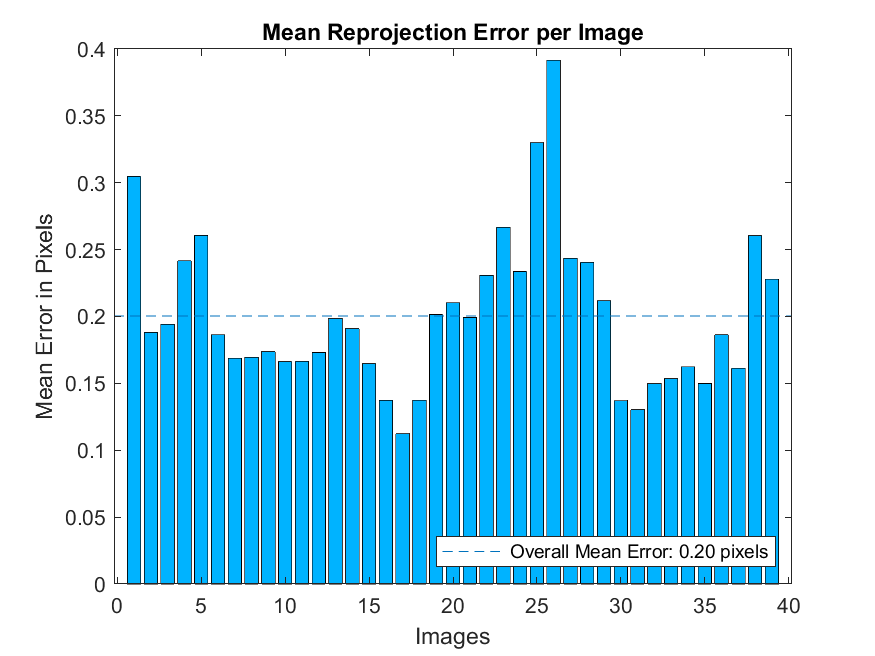 Mean Reprojection Error per Image
0.4
0.35
0.3
0.25
0.2
0.15
0.1
0.05
0
Mean Error in Pixels
Overall Mean Error: 0.20 pixels
0 5 10 15 20 25 30 35 40
Images